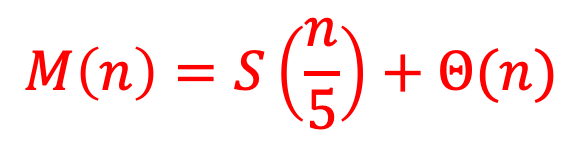 M(n) = S(n/5) + Θ(n)